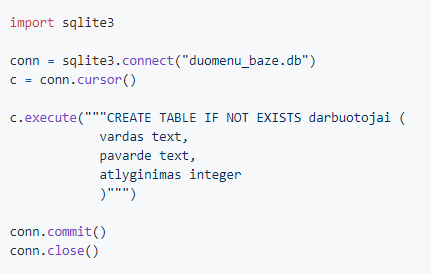 import sqlite3

conn = sqlite3.connect("duomenu_baze.db")
c = conn.cursor()

c.execute("""CREATE TABLE IF NOT EXISTS darbuotojai (
            vardas text,
            pavarde text,
            atlyginimas integer
            )""")

conn.commit()
conn.close()